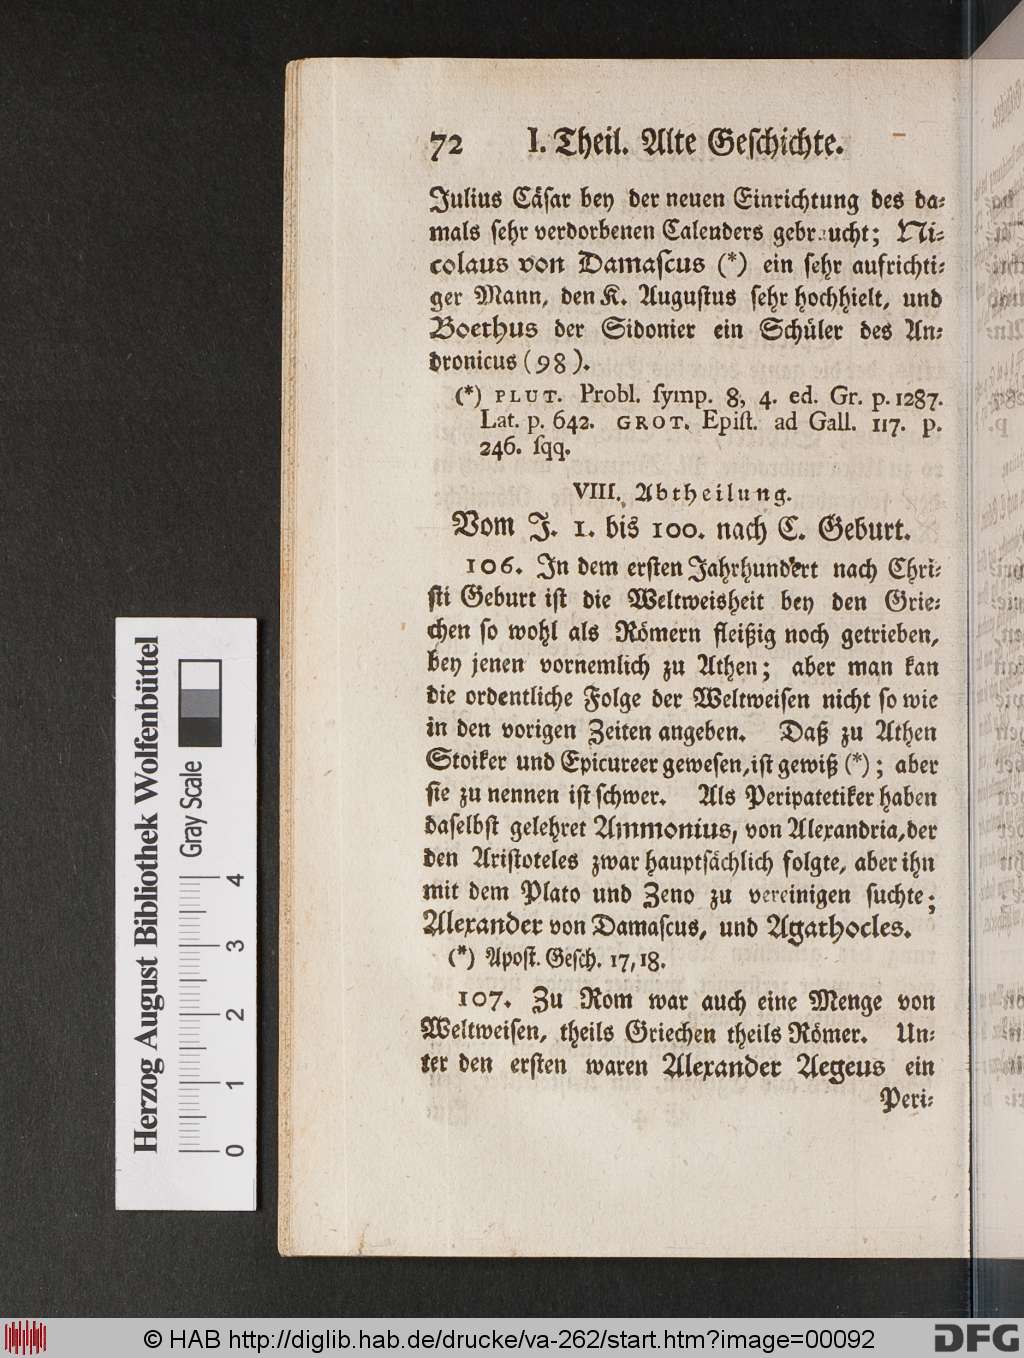 72 I. Theil. Alte Geschichte.
Julius Cäsar bey der neuen Einrichtung des da-
mals sehr verdorbenen Calenders gebraucht; Ni-
colaus von Damascus (*) ein sehr aufrichti-
ger Mann, den K. Augustus sehr hochhielt, und
Boethus der Sidonier ein Schüler des An-
dronicus (98).
(*) PLUT. Probl. symp. 8, 4. ed. Gr. p. 1287.
Lat. p. 642. GROT. Epist. ad Gall. 117. p.
246. sqq.
VIII. Abtheilung.
Vom J. 1. bis 100. nach C. Geburt.
106. In dem ersten Jahrhundert nach Chri-
sti Geburt ist die Weltweisheit bey den Grie-
chen so wohl als Römern fleißig noch getrieben,
bey jenen vornemlich zu Athen; aber man kan
die ordentliche Folge der Weltweisen nicht so wie
in den vorigen Zeiten angeben. Daß zu Athen
Stoiker und Epicureer gewesen, ist gewiß (*); aber
sie zu nennen ist schwer. Als Peripatetiker haben
daselbst gelehret Ammonius, von Alexandria, der
den Aristoteles zwar hauptsächlich folgte, aber ihn
mit dem Plato und Zeno zu vereinigen suchte;
Alexander von Damascus, und Agathocles.
(*) Apost. Gesch. 17, 18.
107. Zu Rom war auch eine Menge von
Weltweisen, theils Griechen theils Römer. Un-
ter den ersten waren Alexander Aegeus ein
Peri-
Herzog August Bibliothek Wolfenbüttel
Gray Scale
0 1 2 3 4
© HAB http://diglib.hab.de/drucke/va-262/start.htm?image=00092
DFG